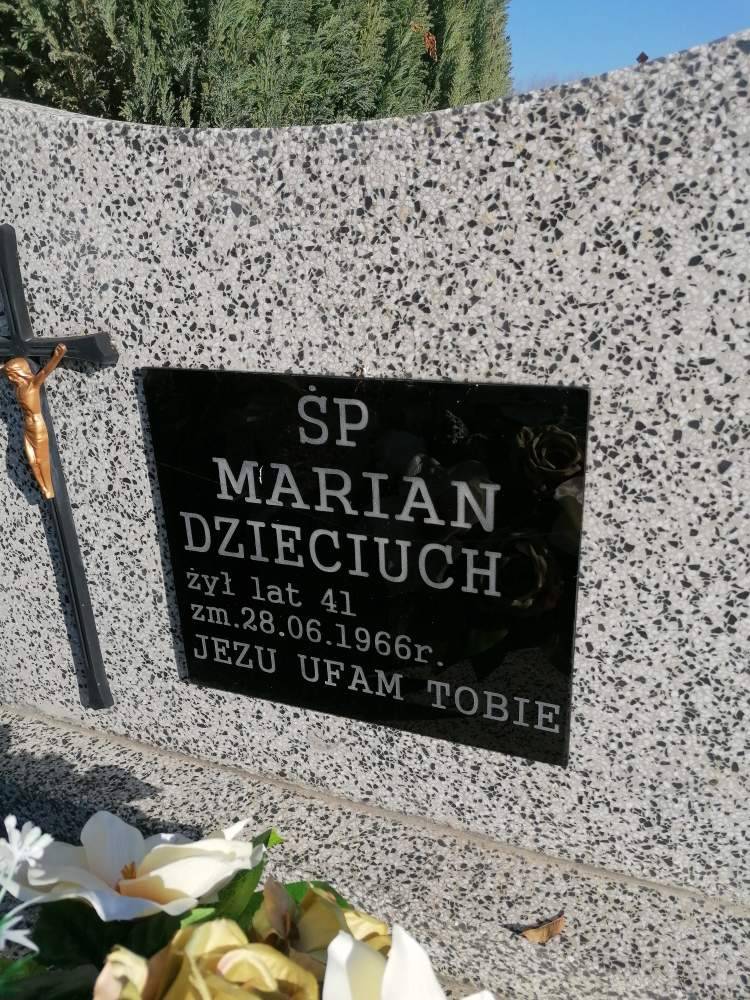 ŚP
MARIAN
DZIECIUCH
żył lat 41
zm.28.06.1966r.
JEZU UFAM TOBIE